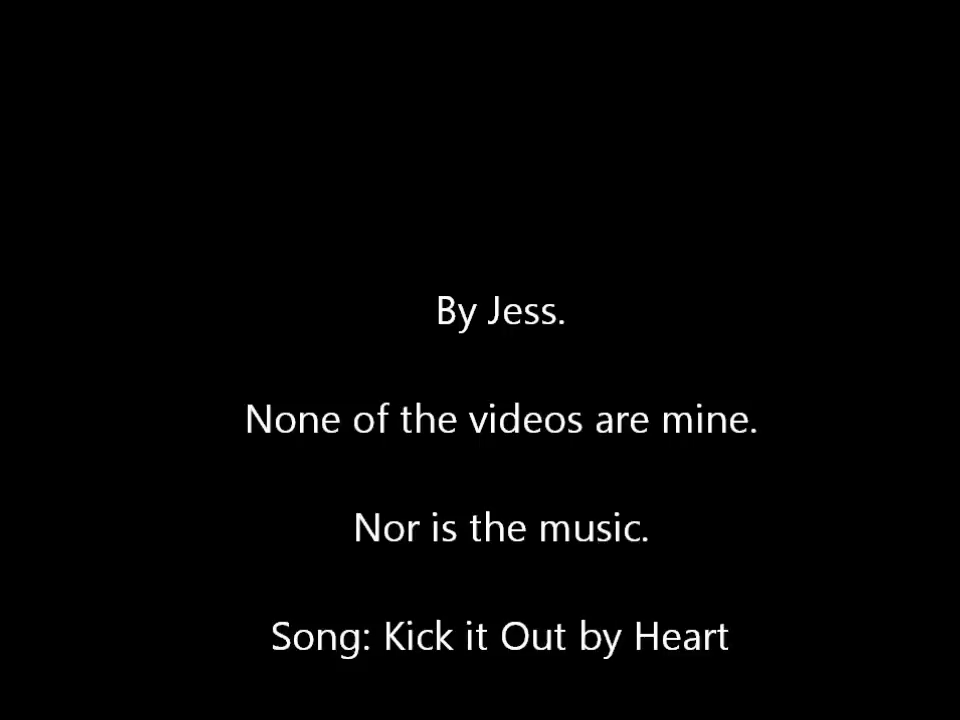 By Jess.
None of the videos are mine.
Nor is the music.
Song: Kick it Out by Heart